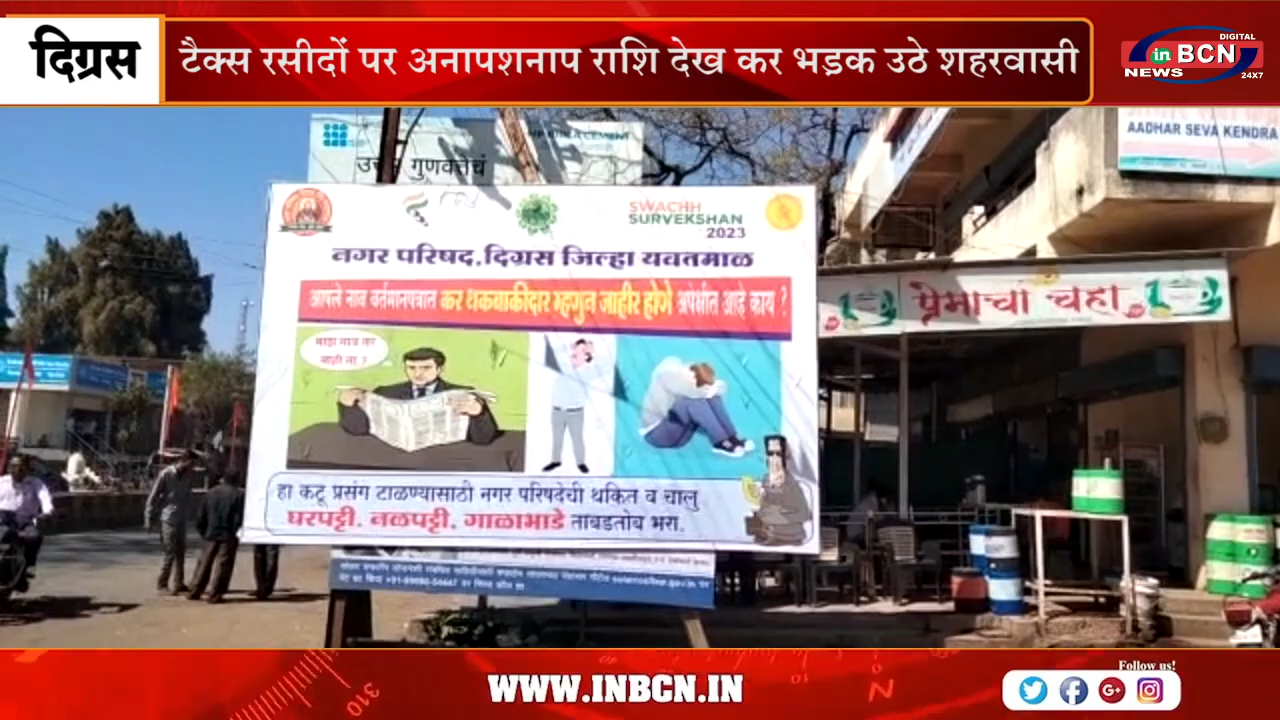 दिग्रस
टैक्स रसीदों पर अनापशनाप राशि देख कर भड़क उठे शहरवासी
DIGITAL
in BCN
NEWS 24X7
AADHAR SEVA KENDRA
गुणवत्तेचं
SWACHH
SURVEKSHAN
2023
नगर परिषद,दिग्रस जिल्हा यवतमाळ
आपले नाव वर्तमानपत्रात कर थकबाकीदार म्हणुन जाहीर होणे अपेक्षीत आहे काय ?
माझं नाव तर
नाही ना ?
प्रेमाचा चहा
हा कटू प्रसंग टाळण्यासाठी नगर परिषदेची थकित व चालु
घरपट्टी, नळपट्टी, गाळाभाडे ताबडतोब भरा.
WWW.INBCN.IN
Follow us!